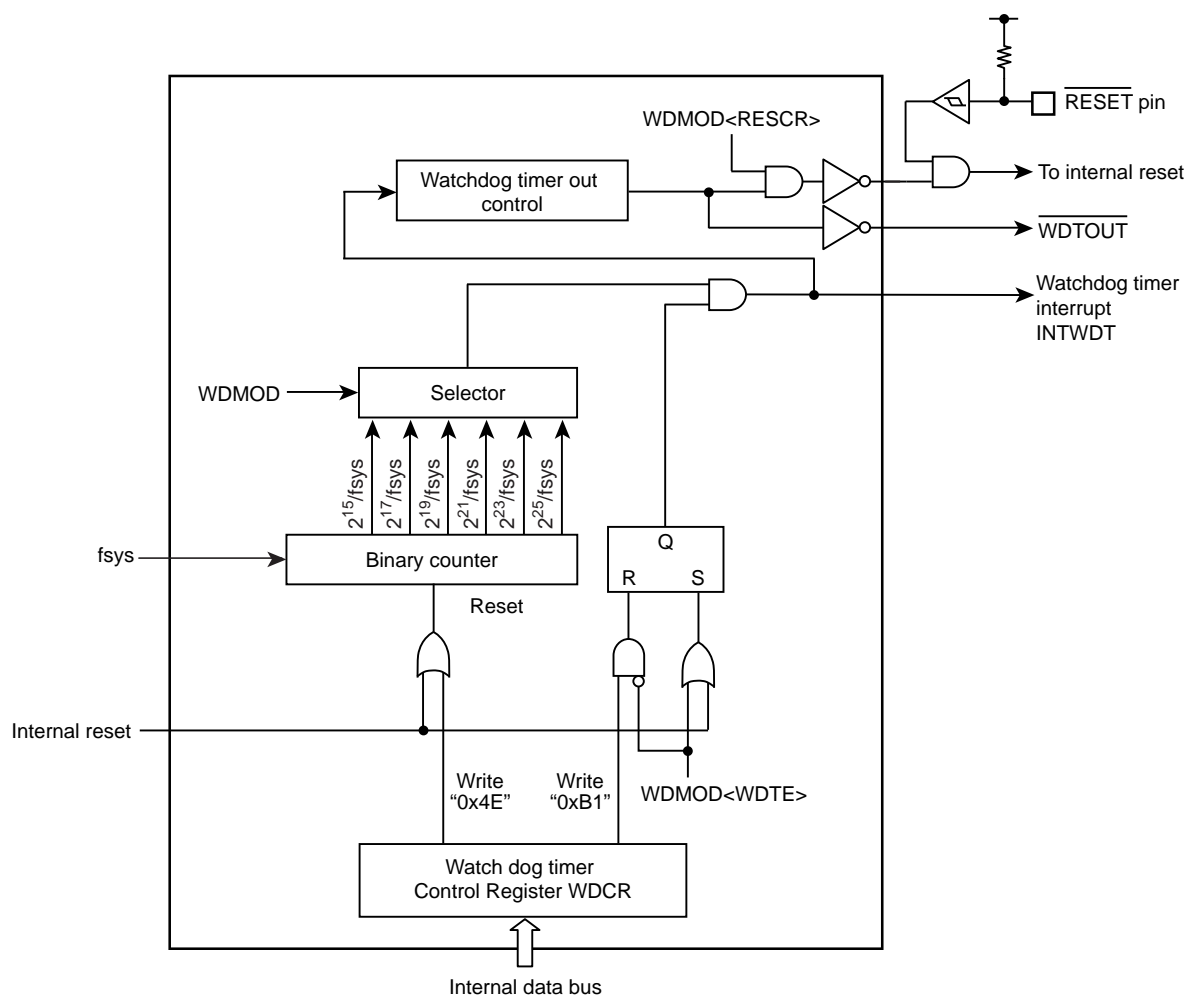 RESET pin
WDMOD<RESCR>
Watchdog timer out
control
To internal reset
WDTOUT
Watchdog timer
interrupt
INTWDT
WDMOD
Selector
2^15/fsys
2^17/fsys
2^19/fsys
2^21/fsys
2^23/fsys
2^25/fsys
fsys
Binary counter
Q
R
S
Reset
Internal reset
Write
“0x4E”
Write
“0xB1”
WDMOD<WDTE>
Watch dog timer
Control Register WDCR
Internal data bus